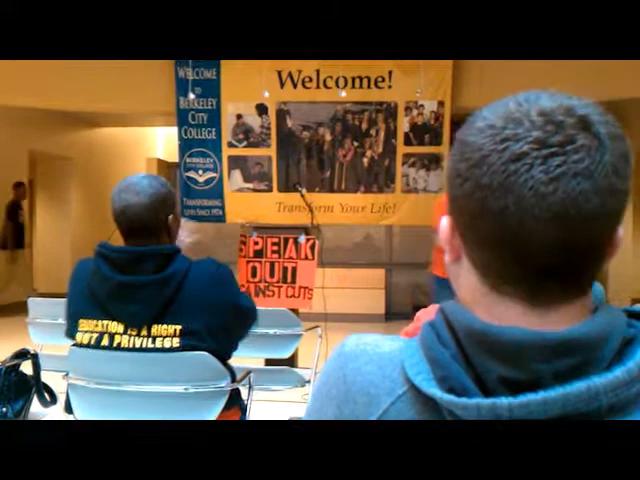 WELCOME
TO
BERKELEY
CITY
COLLEGE
BERKELEY
TRANSFORMING
LIVES SINCE 1974
Welcome!
Transform Your Life!
SPEAK
OUT
AGAINST CUTS
EDUCATION IS A RIGHT
NOT A PRIVILEGE